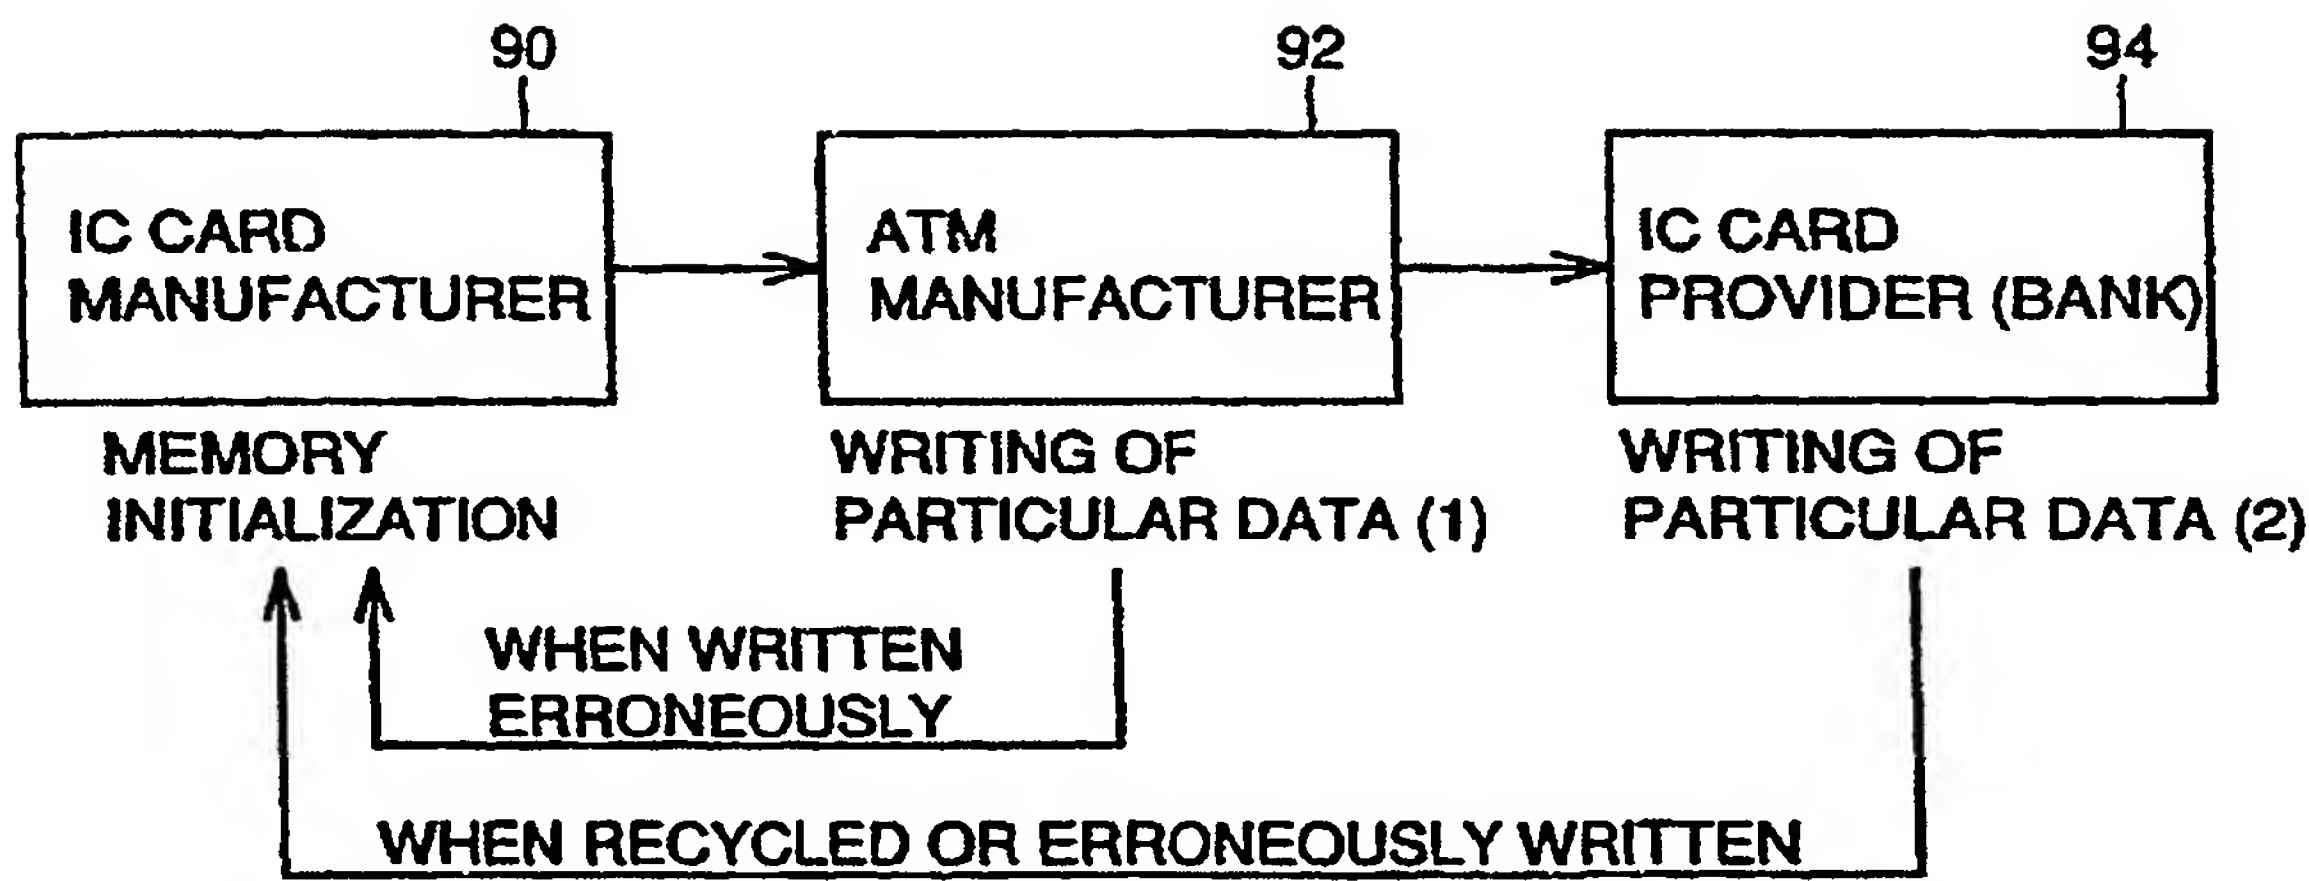 90
92
94
IC CARD
MANUFACTURER
ATM
MANUFACTURER
IC CARD
PROVIDER (BANK)
MEMORY
INITIALIZATION
WRITING OF
PARTICULAR DATA (1)
WRITING OF
PARTICULAR DATA (2)
WHEN WRITTEN
ERRONEOUSLY
WHEN RECYCLED OR ERRONEOUSLY WRITTEN